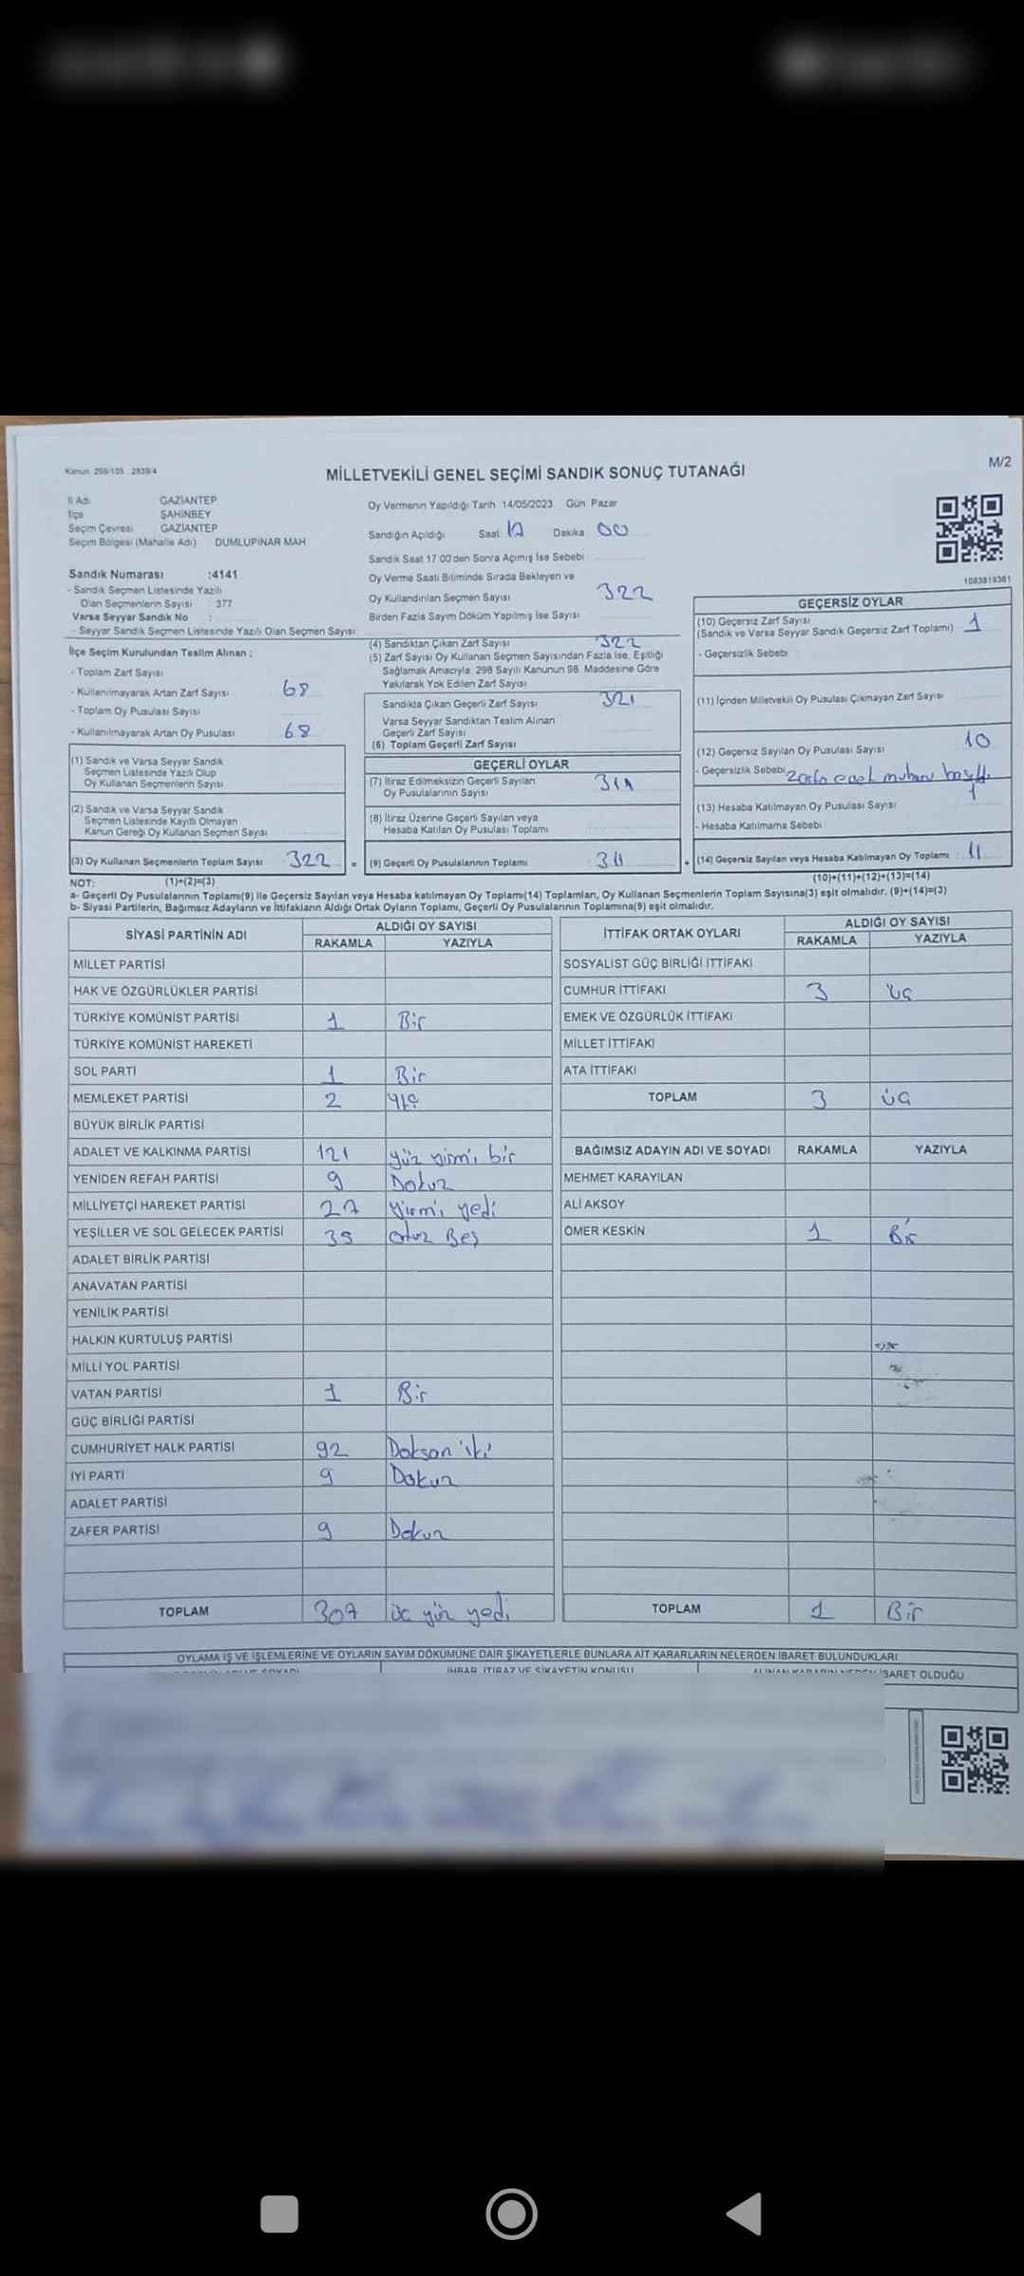 Kanun 298/105 2839/4
M/2
MİLLETVEKİLİ GENEL SEÇİMİ SANDIK SONUÇ TUTANAĞI
İl Adı GAZİANTEP
İlçe ŞAHİNBEY
Seçim Çevresi GAZİANTEP
Seçim Bölgesi (Mahalle Adı) DUMLUPINAR MAH
Sandık Numarası :4141
- Sandık Seçmen Listesinde Yazılı
Olan Seçmenlerin Sayısı 377
Varsa Seyyar Sandık No :
- Seyyar Sandık Seçmen Listesinde Yazılı Olan Seçmen Sayısı
İlçe Seçim Kurulundan Teslim Alınan :
- Toplam Zarf Sayısı
- Kullanılmayarak Artan Zarf Sayısı 68
- Toplam Oy Pusulası Sayısı
- Kullanılmayarak Artan Oy Pusulası 68
(1) Sandık ve Varsa Seyyar Sandık
Seçmen Listesinde Yazılı Olup
Oy Kullanan Seçmenlerin Sayısı
(2) Sandık ve Varsa Seyyar Sandık
Seçmen Listesinde Kayıtlı Olmayan
Kanun Gereği Oy Kullanan Seçmen Sayısı
(3) Oy Kullanan Seçmenlerin Toplam Sayısı 322 =
Oy Vermenin Yapıldığı Tarih 14/05/2023 Gün Pazar
Sandığın Açıldığı Saat 17 Dakika 00
Sandık Saat 17 00'den Sonra Açılmış İse Sebebi
Oy Verme Saati Bitiminde Sırada Bekleyen ve
Oy Kullandırılan Seçmen Sayısı 322
Birden Fazla Sayım Döküm Yapılmış İse Sayısı
(4) Sandıktan Çıkan Zarf Sayısı 322
(5) Zarf Sayısı Oy Kullanan Seçmen Sayısından Fazla İse, Eşitliği
Sağlamak Amacıyla, 298 Sayılı Kanunun 98. Maddesine Göre
Yakılarak Yok Edilen Zarf Sayısı
Sandıkta Çıkan Geçerli Zarf Sayısı 321
Varsa Seyyar Sandıktan Teslim Alınan
Geçerli Zarf Sayısı
(6) Toplam Geçerli Zarf Sayısı
GEÇERLİ OYLAR
(7) İtiraz Edilmeksizin Geçerli Sayılan
Oy Pusulalarının Sayısı 311
(8) İtiraz Üzerine Geçerli Sayılan veya
Hesaba Katılan Oy Pusulası Toplamı
(9) Geçerli Oy Pusulalarının Toplamı 311 +
1083819361
GEÇERSİZ OYLAR
(10) Geçersiz Zarf Sayısı 1
(Sandık ve Varsa Seyyar Sandık Geçersiz Zarf Toplamı)
- Geçersizlik Sebebi
(11) İçinden Milletvekili Oy Pusulası Çıkmayan Zarf Sayısı
(12) Geçersiz Sayılan Oy Pusulası Sayısı 10
- Geçersizlik Sebebi
1
(13) Hesaba Katılmayan Oy Pusulası Sayısı
- Hesaba Katılmama Sebebi
(14) Geçersiz Sayılan veya Hesaba Katılmayan Oy Toplamı 11
NOT: (1)+(2)=(3) (10)+(11)+(12)+(13)=(14)
a- Geçerli Oy Pusulalarının Toplamı(9) ile Geçersiz Sayılan veya Hesaba katılmayan Oy Toplam(14) Toplamları, Oy Kullanan Seçmenlerin Toplam Sayısına(3) eşit olmalıdır. (9)+(14)=(3)
b- Siyasi Partilerin, Bağımsız Adayların ve İttifakların Aldığı Ortak Oyların Toplamı, Geçerli Oy Pusulalarının Toplamına(9) eşit olmalıdır.
SİYASİ PARTİNİN ADI ALDIĞI OY SAYISI
RAKAMLA YAZIYLA
MİLLET PARTİSİ
HAK VE ÖZGÜRLÜKLER PARTİSİ
TÜRKİYE KOMÜNİST PARTİSİ 1 Bir
TÜRKİYE KOMÜNİST HAREKETİ
SOL PARTİ 1 Bir
MEMLEKET PARTİSİ 2
BÜYÜK BİRLİK PARTİSİ
ADALET VE KALKINMA PARTİSİ 121 yüz yirmi bir
YENİDEN REFAH PARTİSİ 9 Dokuz
MİLLİYETÇİ HAREKET PARTİSİ 27 yirmi yedi
YEŞİLLER VE SOL GELECEK PARTİSİ 35 otuz Beş
ADALET BİRLİK PARTİSİ
ANAVATAN PARTİSİ
YENİLİK PARTİSİ
HALKIN KURTULUŞ PARTİSİ
MİLLİ YOL PARTİSİ
VATAN PARTİSİ 1 Bir
GÜÇ BİRLİĞİ PARTİSİ
CUMHURİYET HALK PARTİSİ 92 Doksan iki
İYİ PARTİ 9 Dokuz
ADALET PARTİSİ
ZAFER PARTİSİ 9 Dokuz
TOPLAM 307 üc yüz yedi
İTTİFAK ORTAK OYLARI ALDIĞI OY SAYISI
RAKAMLA YAZIYLA
SOSYALİST GÜÇ BİRLİĞİ İTTİFAKI
CUMHUR İTTİFAKI 3 üç
EMEK VE ÖZGÜRLÜK İTTİFAKI
MİLLET İTTİFAKI
ATA İTTİFAKI
TOPLAM 3 üç
BAĞIMSIZ ADAYIN ADI VE SOYADI RAKAMLA YAZIYLA
MEHMET KARAYILAN
ALİ AKSOY
ÖMER KESKİN 1 Bir
TOPLAM 1 Bir
OYLAMA İŞ VE İŞLEMLERİNE VE OYLARIN SAYIM DÖKÜMÜNE DAİR ŞİKAYETLERLE BUNLARA AİT KARARLARIN NELERDEN İBARET BULUNDUKLARI
İHBAR, İTİRAZ VE ŞİKAYETİN KONUSU İBARET OLDUĞU